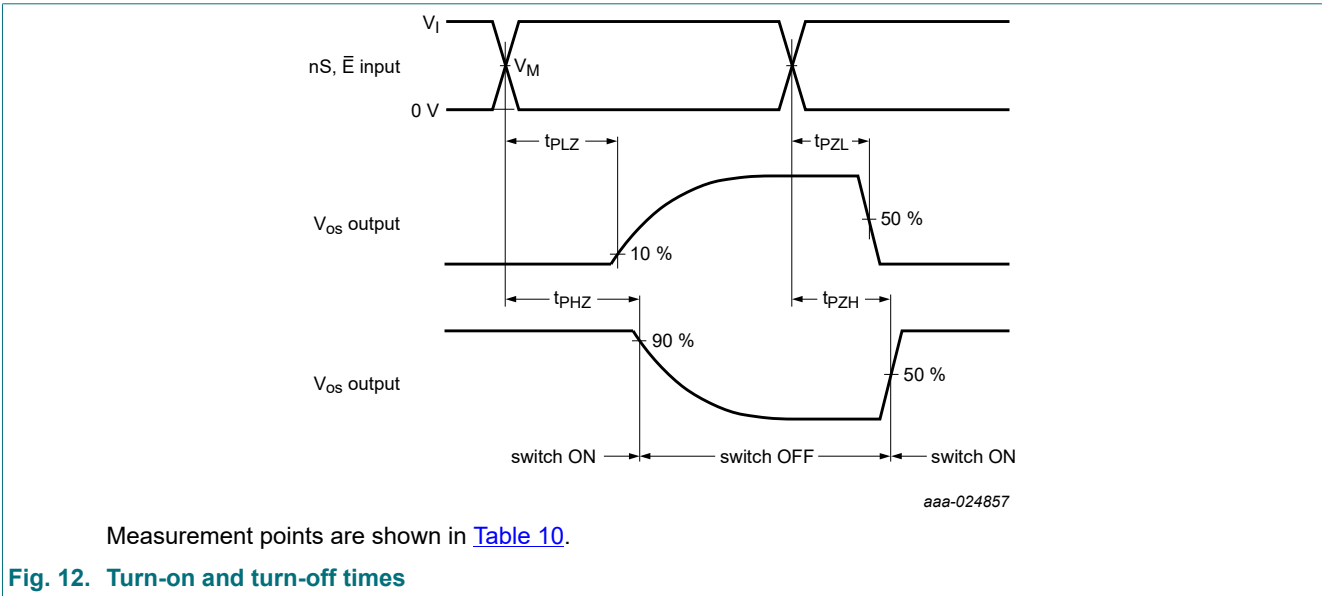 V_I
nS, E̅ input
V_M
0 V
t_PLZ
t_PZL
V_os output
50 %
10 %
t_PHZ
t_PZH
90 %
V_os output
50 %
switch ON
switch OFF
switch ON
aaa-024857
Measurement points are shown in Table 10.
Fig. 12. Turn-on and turn-off times